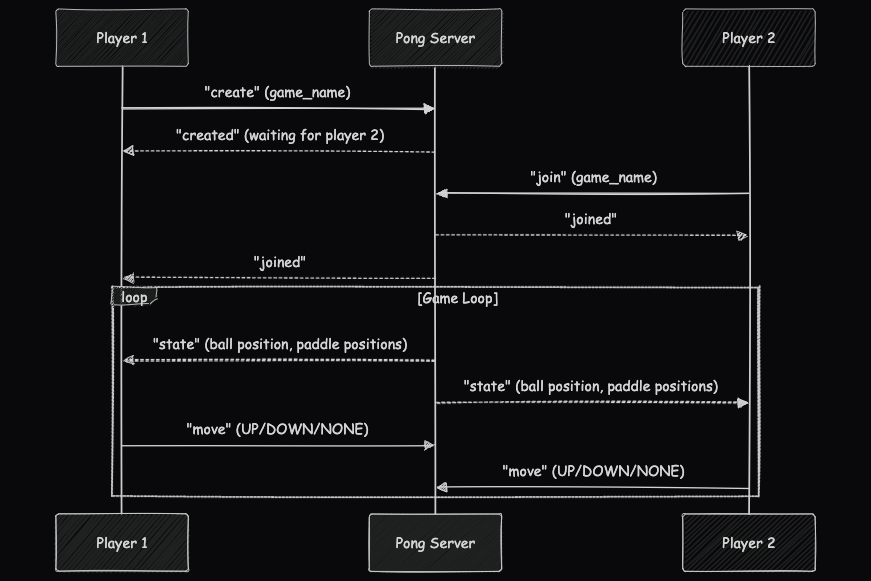 Player 1
Pong Server
Player 2
"create" (game_name)
"created" (waiting for player 2)
"join" (game_name)
"joined"
"joined"
loop
[Game Loop]
"state" (ball position, paddle positions)
"state" (ball position, paddle positions)
"move" (UP/DOWN/NONE)
"move" (UP/DOWN/NONE)
Player 1
Pong Server
Player 2